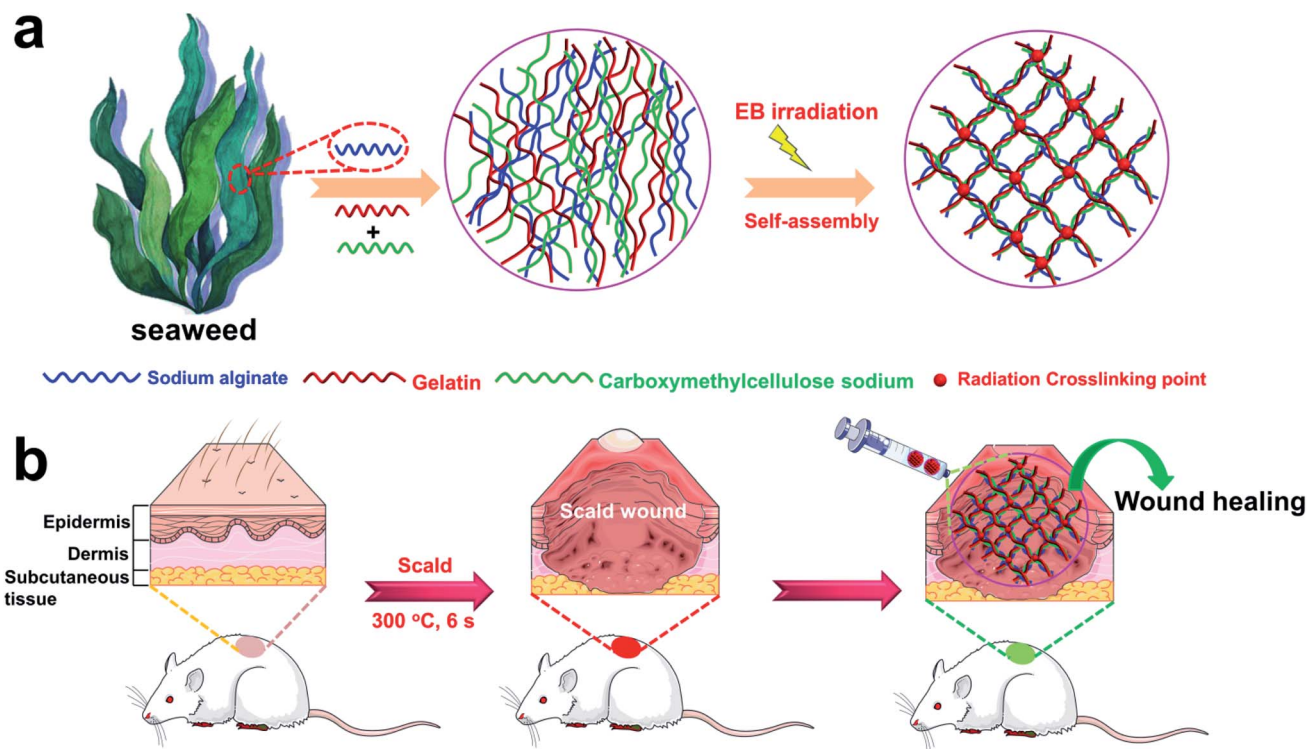 a
EB irradiation
+
Self-assembly
seaweed
Sodium alginate
Gelatin
Carboxymethylcellulose sodium
Radiation Crosslinking point
b
Epidermis
Dermis
Subcutaneous
tissue
Scald
300 °C, 6 s
Scald wound
Wound healing